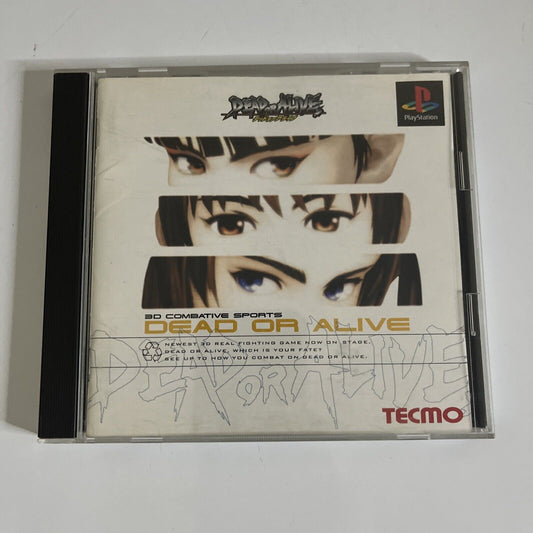 DEAD OR ALIVE
PlayStation
3D COMBATIVE SPORTS
DEAD OR ALIVE
NEWEST 3D REAL FIGHTING GAME NOW ON STAGE.
DEAD OR ALIVE, WHICH IS YOUR FATE?
SEE UP TO HOW YOU COMBAT ON DEAD OR ALIVE.
DEAD OR ALIVE
TECMO